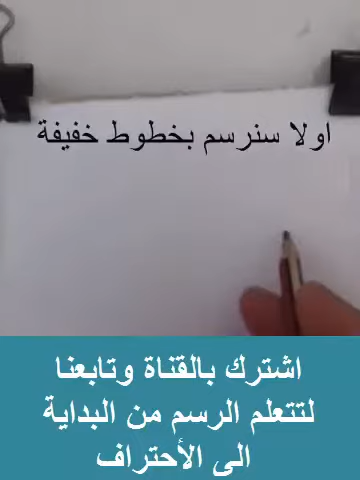 اولا سنرسم بخطوط خفيفة
اشترك بالقناة وتابعنا
لتتعلم الرسم من البداية
الى الأحتراف